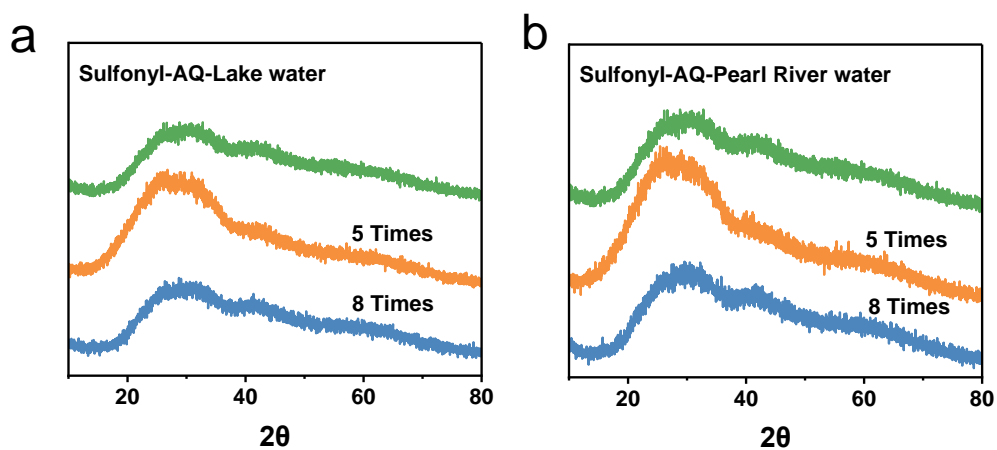 a
Sulfonyl-AQ-Lake water
5 Times
8 Times
20 40 60 80
2θ
b
Sulfonyl-AQ-Pearl River water
5 Times
8 Times
20 40 60 80
2θ